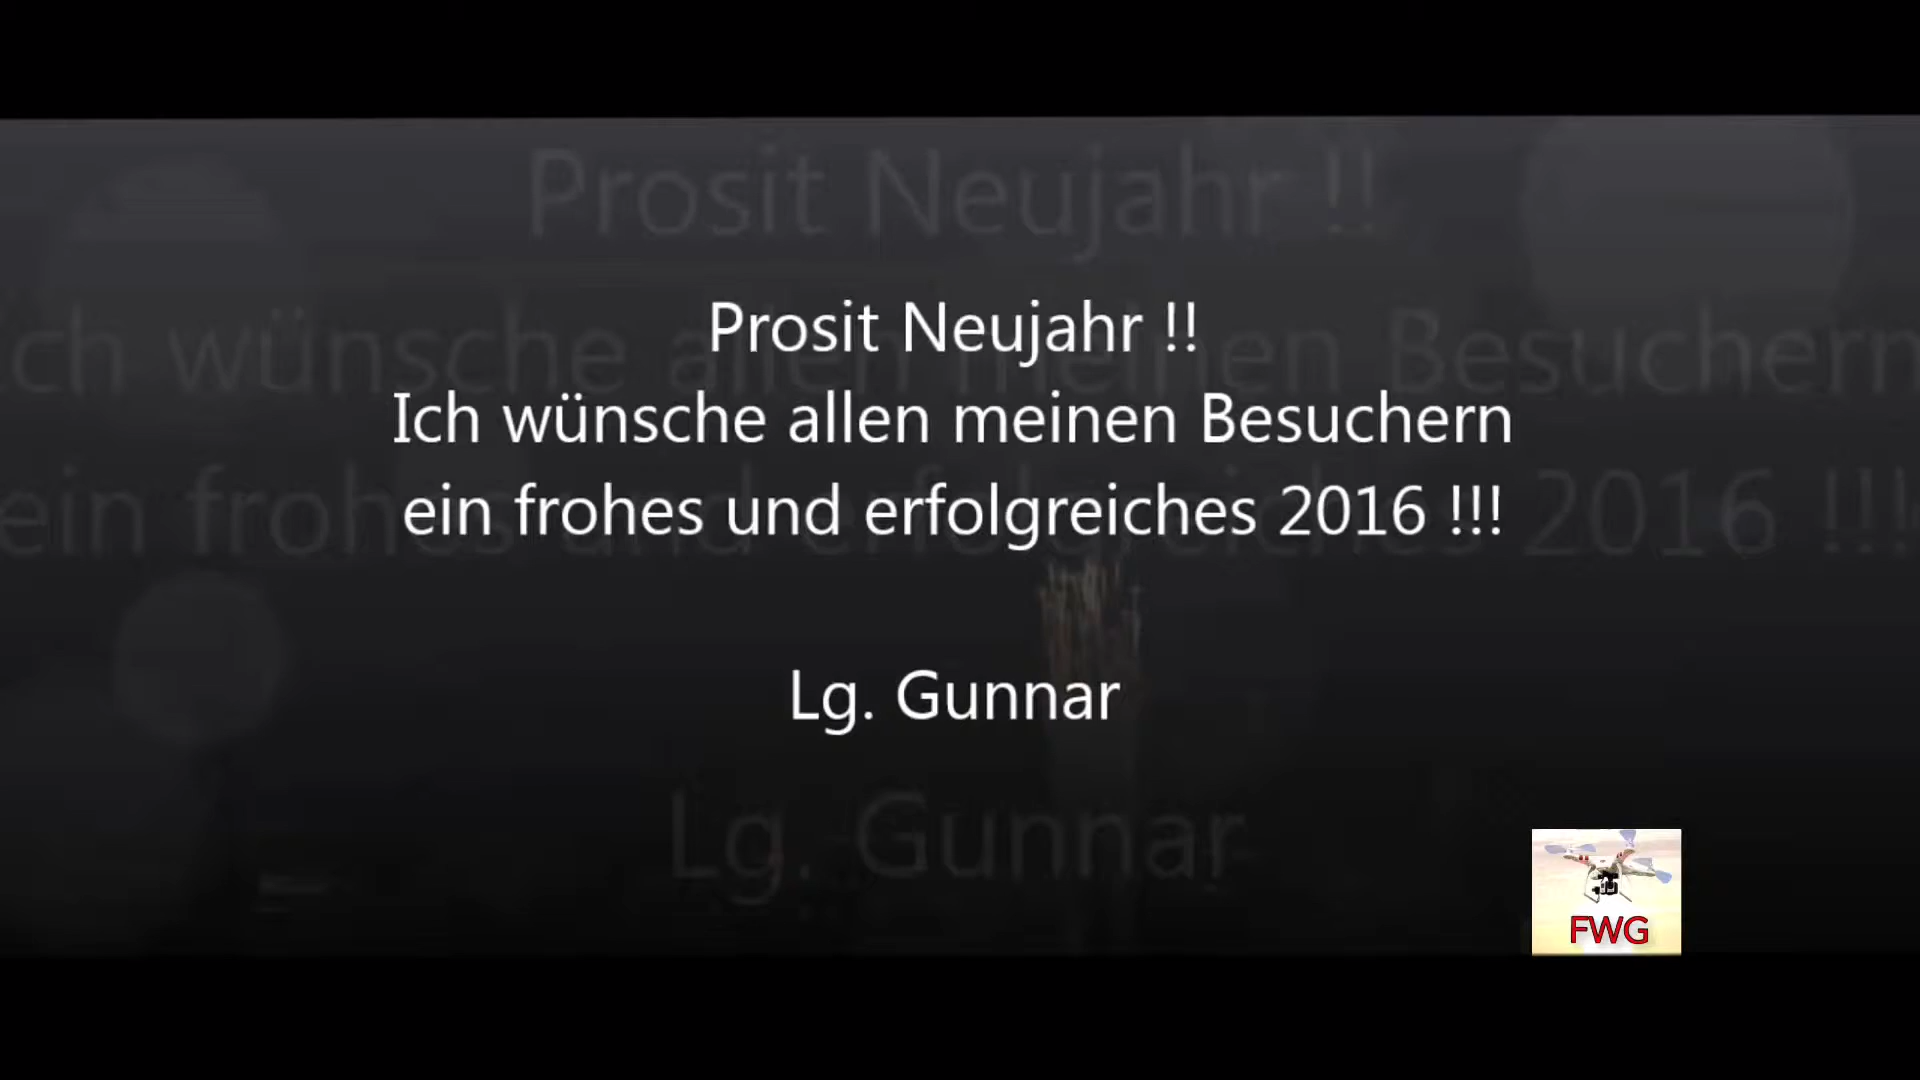 Prosit Neujahr !!
Ich wünsche allen meinen Besuchern
ein frohes und erfolgreiches 2016 !!!
Lg. Gunnar
FWG